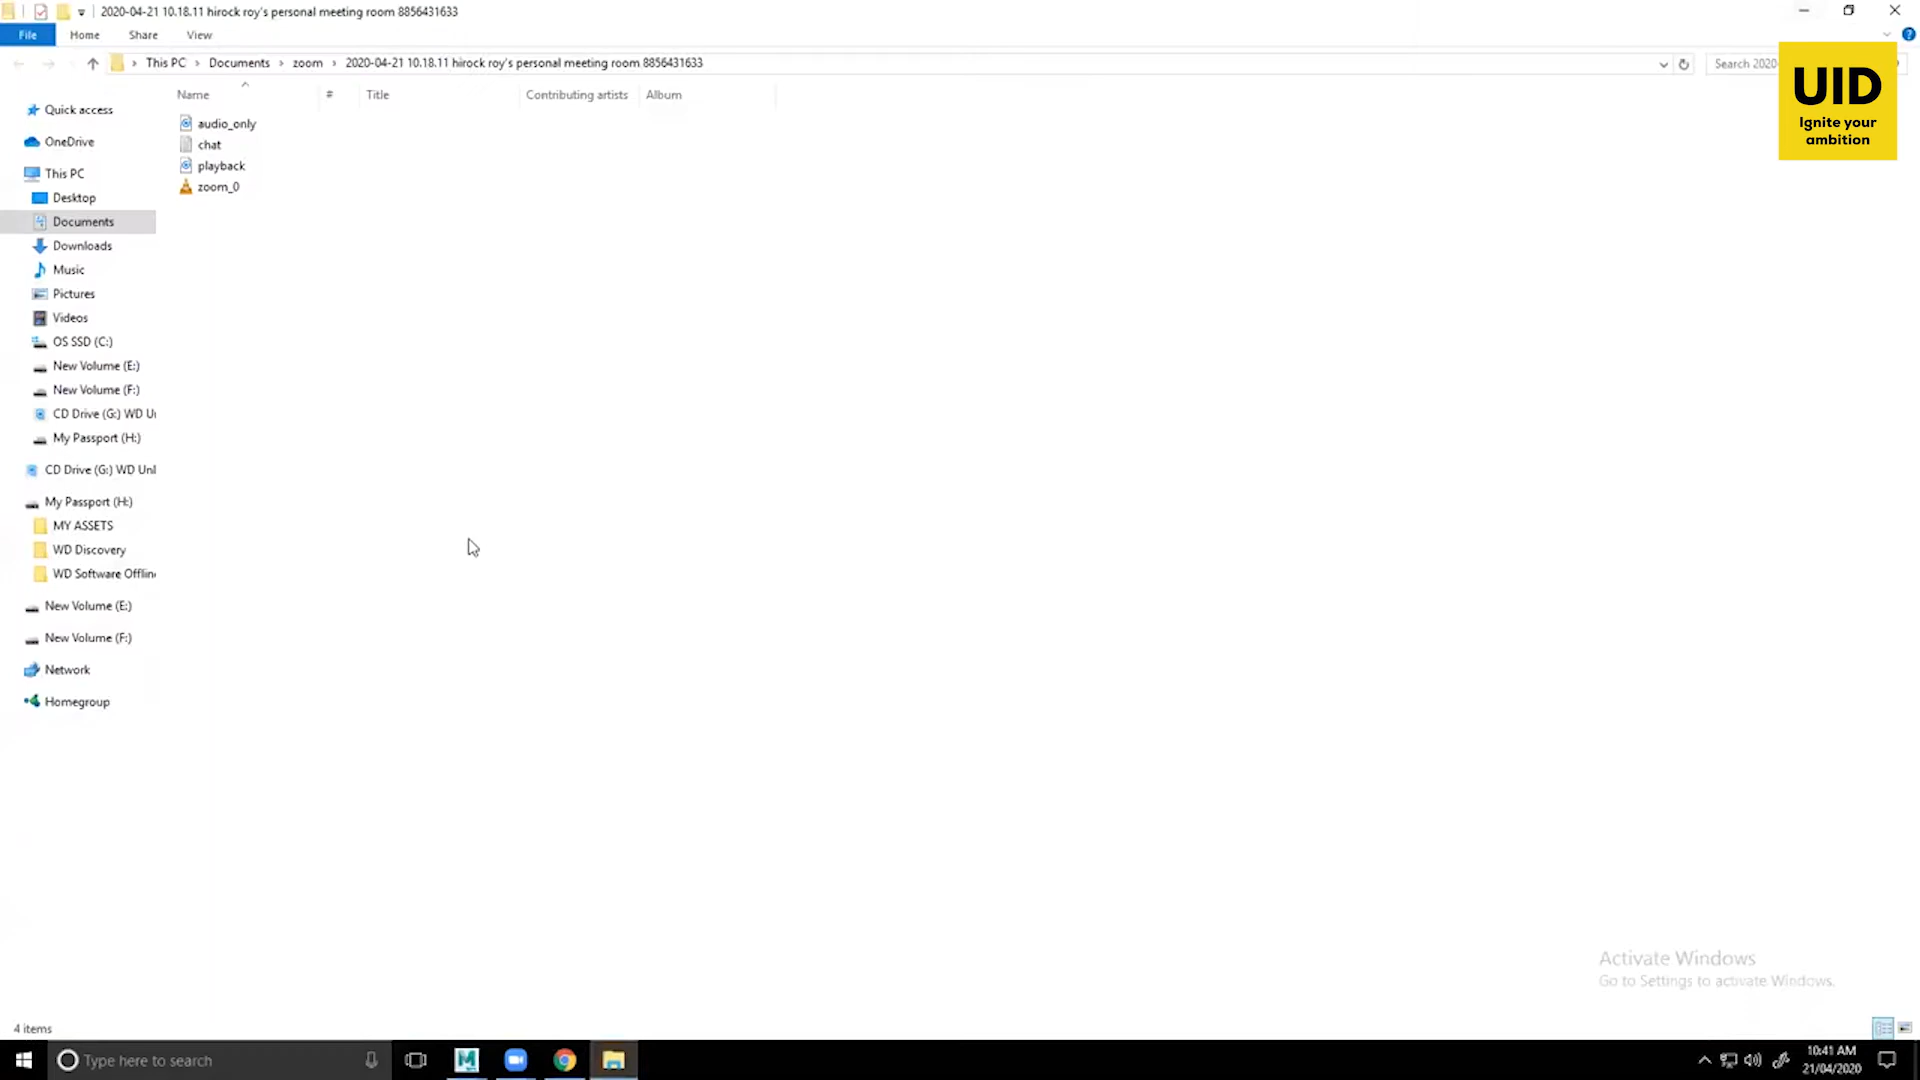 2020-04-21 10.18.11 hirock roy's personal meeting room 8856431633
File Home Share View
This PC Documents zoom 2020-04-21 10.18.11 hirock roy's personal meeting room 8856431633 Search 2020
Name # Title Contributing artists Album
UID
Ignite your
ambition
audio_only
chat
playback
zoom_0
Quick access
OneDrive
This PC
Desktop
Documents
Downloads
Music
Pictures
Videos
OS SSD (C:)
New Volume (E:)
New Volume (F:)
CD Drive (G:) WD U
My Passport (H:)
CD Drive (G:) WD Unl
My Passport (H:)
MY ASSETS
WD Discovery
WD Software Offlin
New Volume (E:)
New Volume (F:)
Network
Homegroup
Activate Windows
Go to Settings to activate Windows.
4 items
Type here to search
10:41 AM
21/04/2020